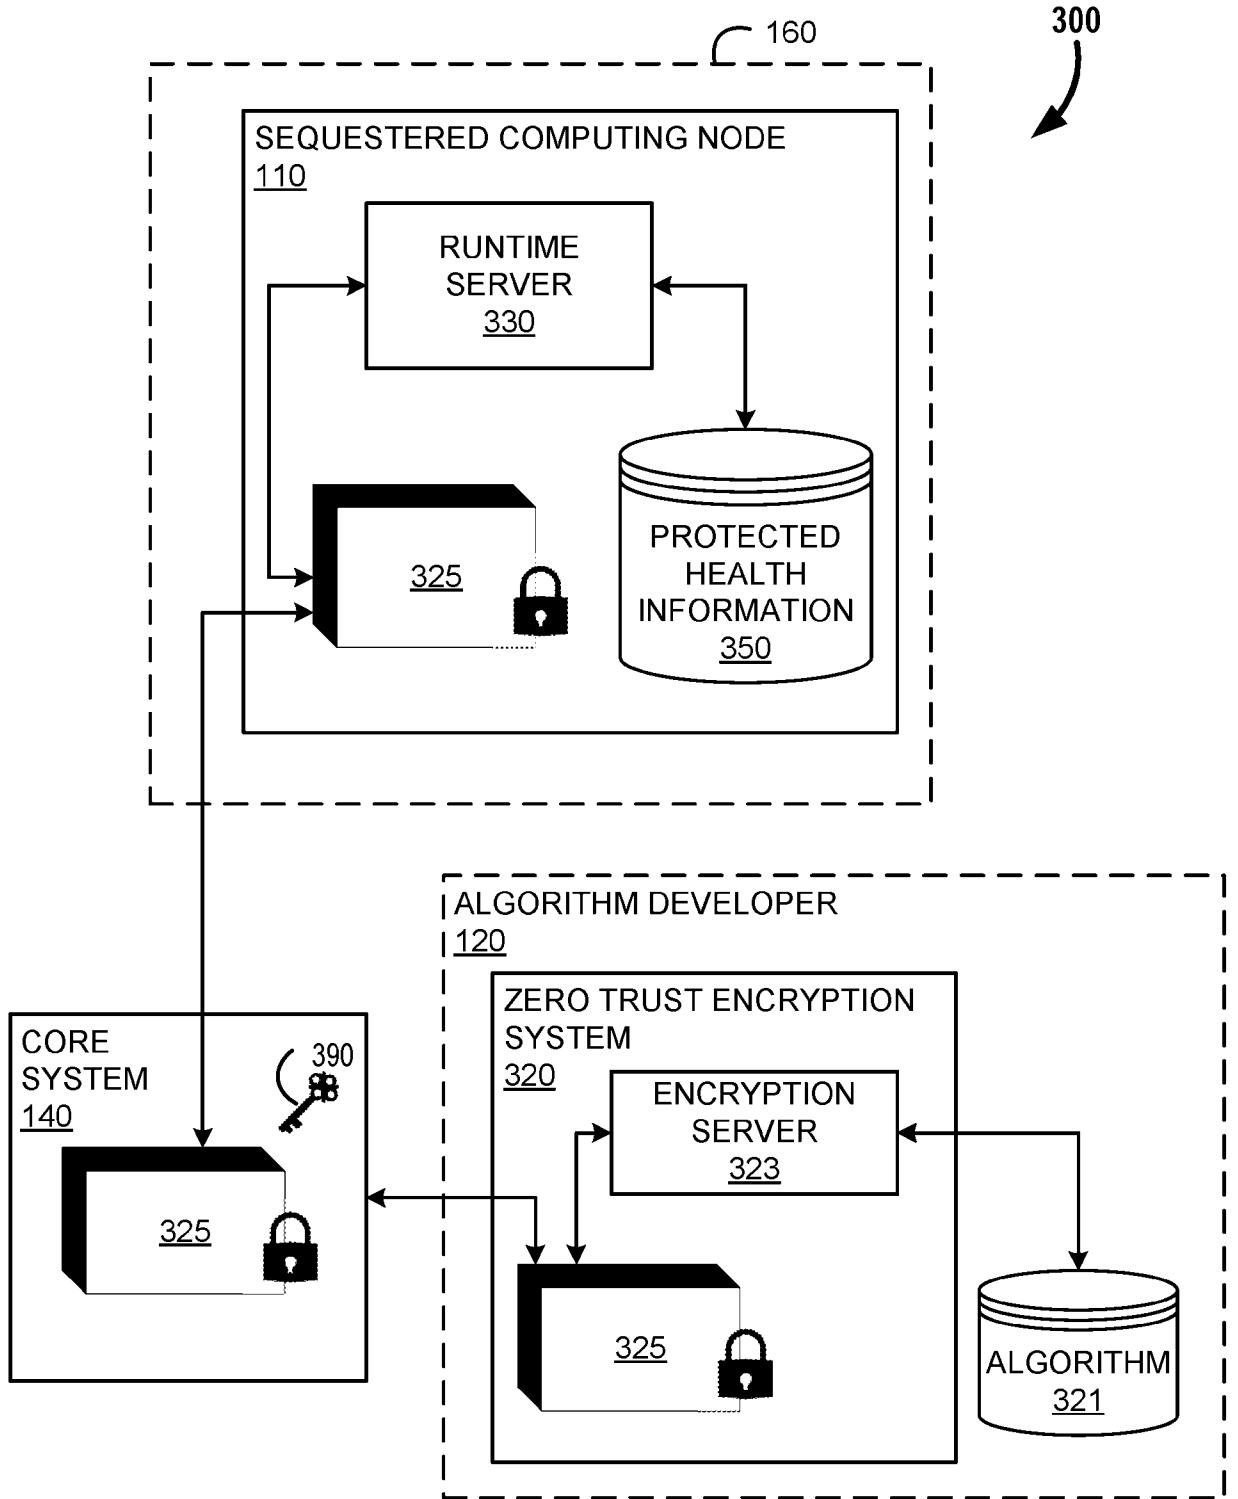 300
160
SEQUESTERED COMPUTING NODE
110
RUNTIME
SERVER
330
325
PROTECTED
HEALTH
INFORMATION
350
ALGORITHM DEVELOPER
120
ZERO TRUST ENCRYPTION
SYSTEM
320
ENCRYPTION
SERVER
323
325
ALGORITHM
321
CORE
SYSTEM
140
390
325